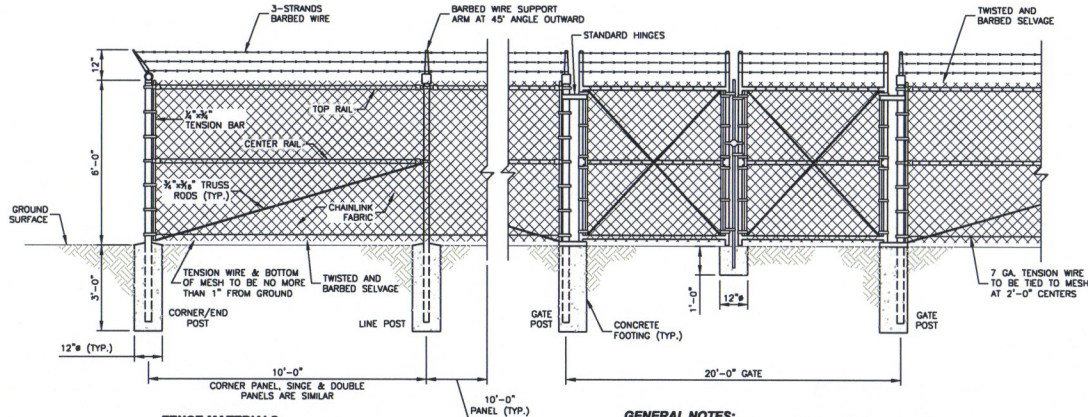 3-STRANDS
BARBED WIRE
BARBED WIRE SUPPORT
ARM AT 45' ANGLE OUTWARD
STANDARD HINGES
TWISTED AND
BARBED SELVAGE
12"
6'-0"
3'-0"
TENSION BAR
TOP RAIL
CENTER RAIL
TRUSS
RODS (TYP.)
CHAINLINK
FABRIC
GROUND
SURFACE
TENSION WIRE & BOTTOM
OF MESH TO BE NO MORE
THAN 1" FROM GROUND
TWISTED AND
BARBED SELVAGE
CORNER/END
POST
LINE POST
GATE
POST
CONCRETE
FOOTING (TYP.)
1'-0"
12"ø
7 GA. TENSION WIRE
TO BE TIED TO MESH
AT 2'-0" CENTERS
GATE
POST
12"ø (TYP.)
10'-0"
CORNER PANEL, SINGE & DOUBLE
PANELS ARE SIMILAR
10'-0"
PANEL (TYP.)
20'-0" GATE
FENCE MATERIALS
GENERAL NOTES: